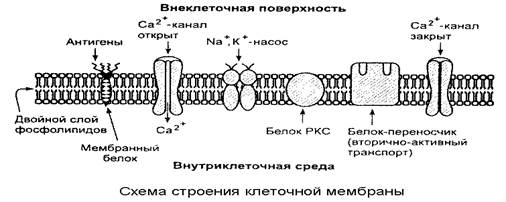 Внеклеточная поверхность
Ca2+-канал
открыт
Ca2+-канал
закрыт
Антигены
Na+,K+-насос
Двойной слой
фосфолипидов
Ca2+
Мембранный
белок
Белок РКС
Белок-переносчик
(вторично-активный
транспорт)
Внутриклеточная среда
Схема строения клеточной мембраны